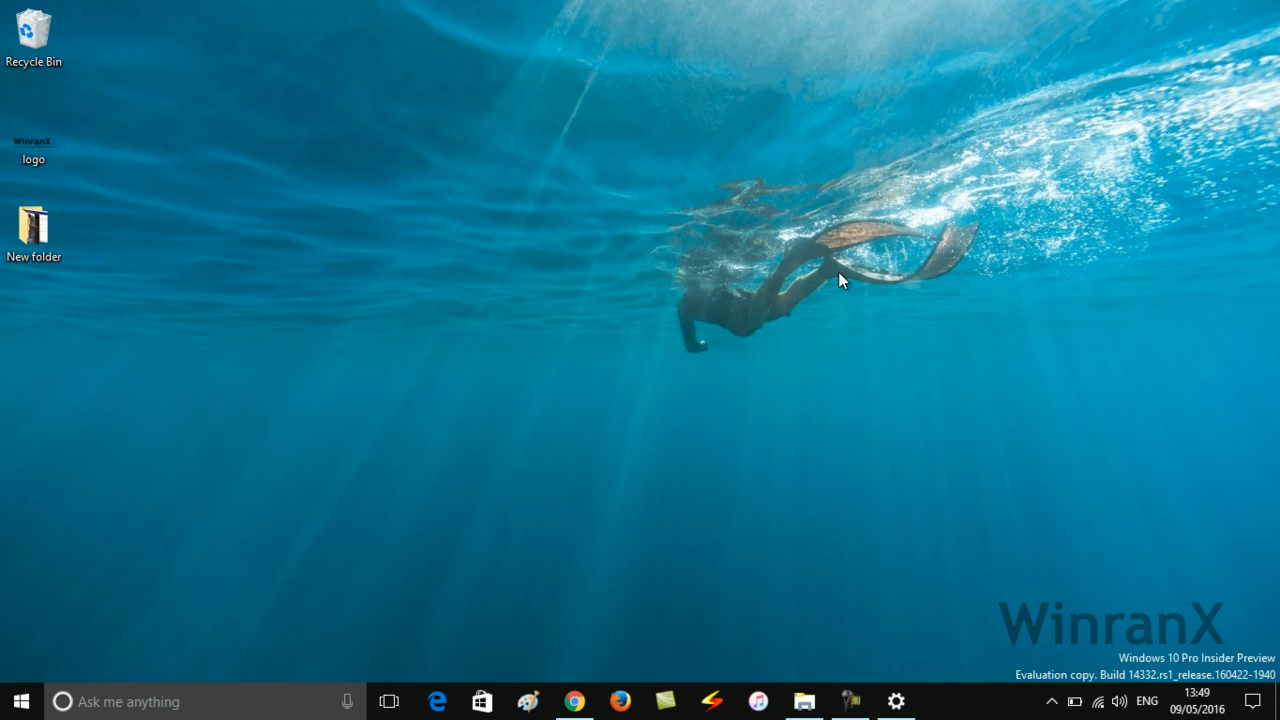 Recycle Bin
WinranX
logo
New folder
WinranX
Windows 10 Pro Insider Preview
Evaluation copy. Build 14332.rs1_release.160422-1940
Ask me anything
ENG
13:49
09/05/2016